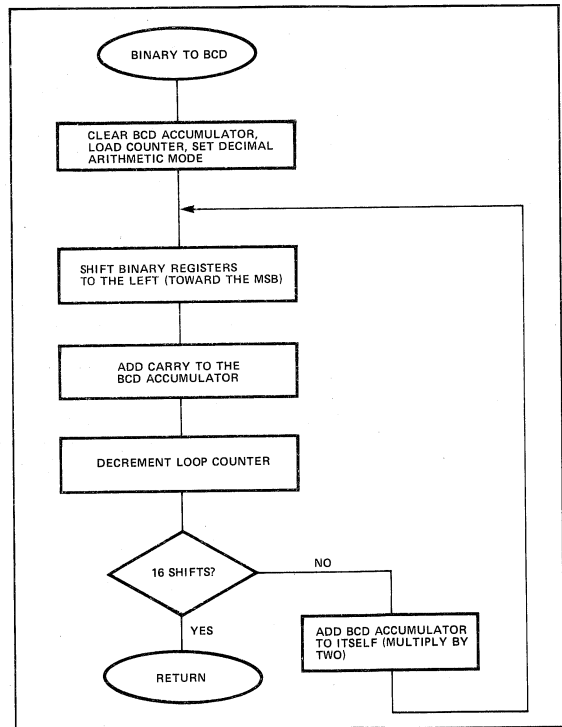 BINARY TO BCD
CLEAR BCD ACCUMULATOR,
LOAD COUNTER, SET DECIMAL
ARITHMETIC MODE
SHIFT BINARY REGISTERS
TO THE LEFT (TOWARD THE MSB)
ADD CARRY TO THE
BCD ACCUMULATOR
DECREMENT LOOP COUNTER
16 SHIFTS?
NO
YES
ADD BCD ACCUMULATOR
TO ITSELF (MULTIPLY BY
TWO)
RETURN